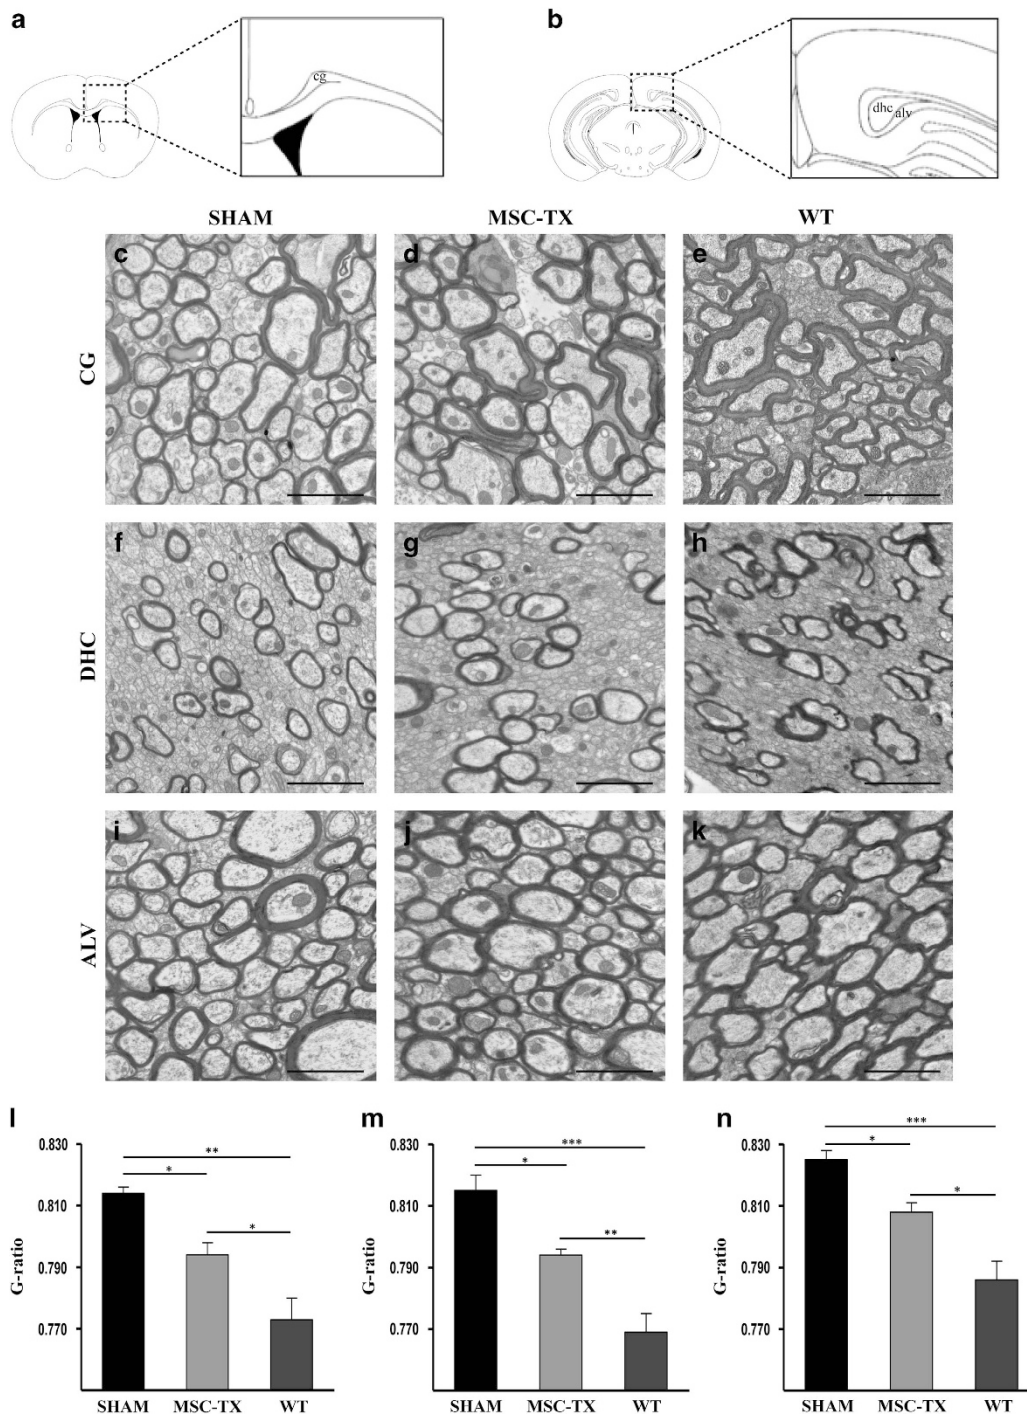 a
b
cg
dhc
alv
SHAM
MSC-TX
WT
CG
c
d
e
DHC
f
g
h
ALV
i
j
k
l
G-ratio
0.830
0.810
0.790
0.770
**
*
*
SHAM
MSC-TX
WT
m
G-ratio
0.830
0.810
0.790
0.770
***
*
**
SHAM
MSC-TX
WT
n
G-ratio
0.830
0.810
0.790
0.770
***
*
*
SHAM
MSC-TX
WT